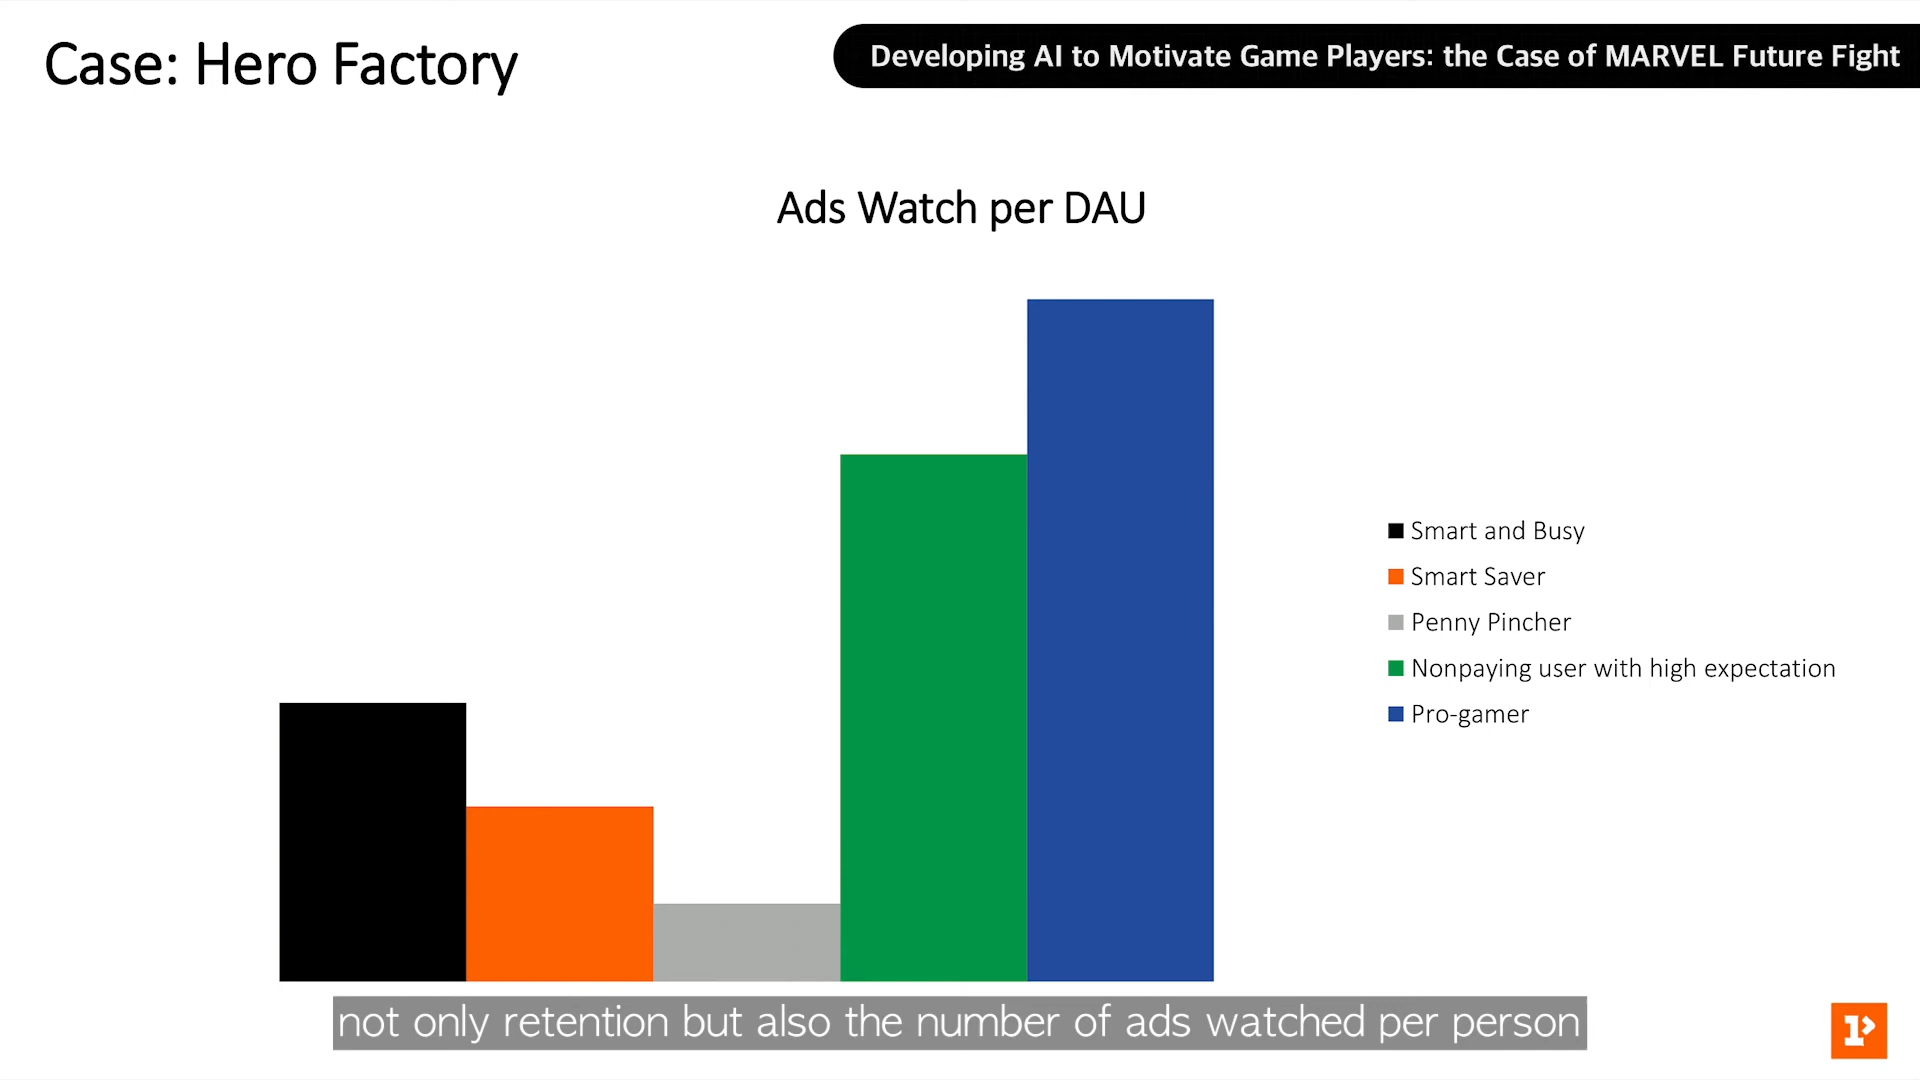 Case: Hero Factory
Developing AI to Motivate Game Players: the Case of MARVEL Future Fight
Ads Watch per DAU
Smart and Busy
Smart Saver
Penny Pincher
Nonpaying user with high expectation
Pro-gamer
not only retention but also the number of ads watched per person